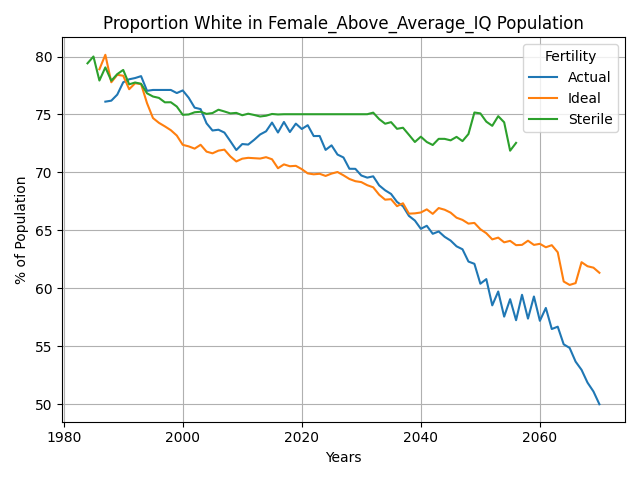 Proportion White in Female_Above_Average_IQ Population
% of Population
80
75
70
65
60
55
50
1980
2000
2020
2040
2060
Years
Fertility
Actual
Ideal
Sterile